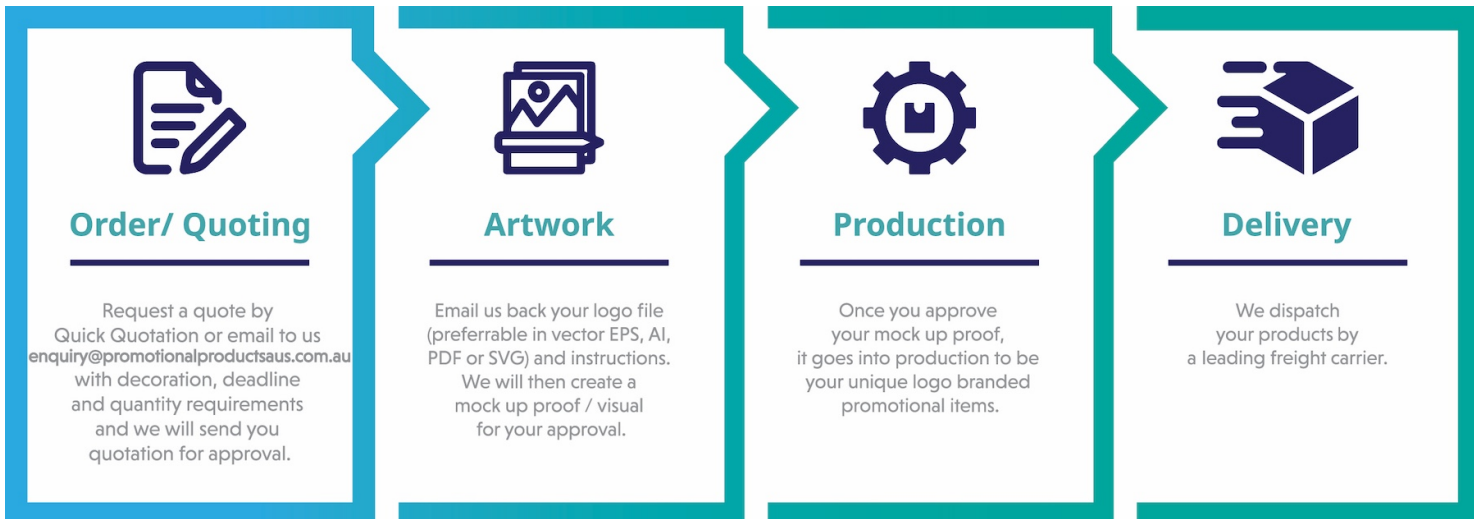 Order/ Quoting
Request a quote by
Quick Quotation or email to us
enquiry@promotionalproductsaus.com.au
with decoration, deadline
and quantity requirements
and we will send you
quotation for approval.
Artwork
Email us back your logo file
(preferrable in vector EPS, AI,
PDF or SVG) and instructions.
We will then create a
mock up proof / visual
for your approval.
Production
Once you approve
your mock up proof,
it goes into production to be
your unique logo branded
promotional items.
Delivery
We dispatch
your products by
a leading freight carrier.